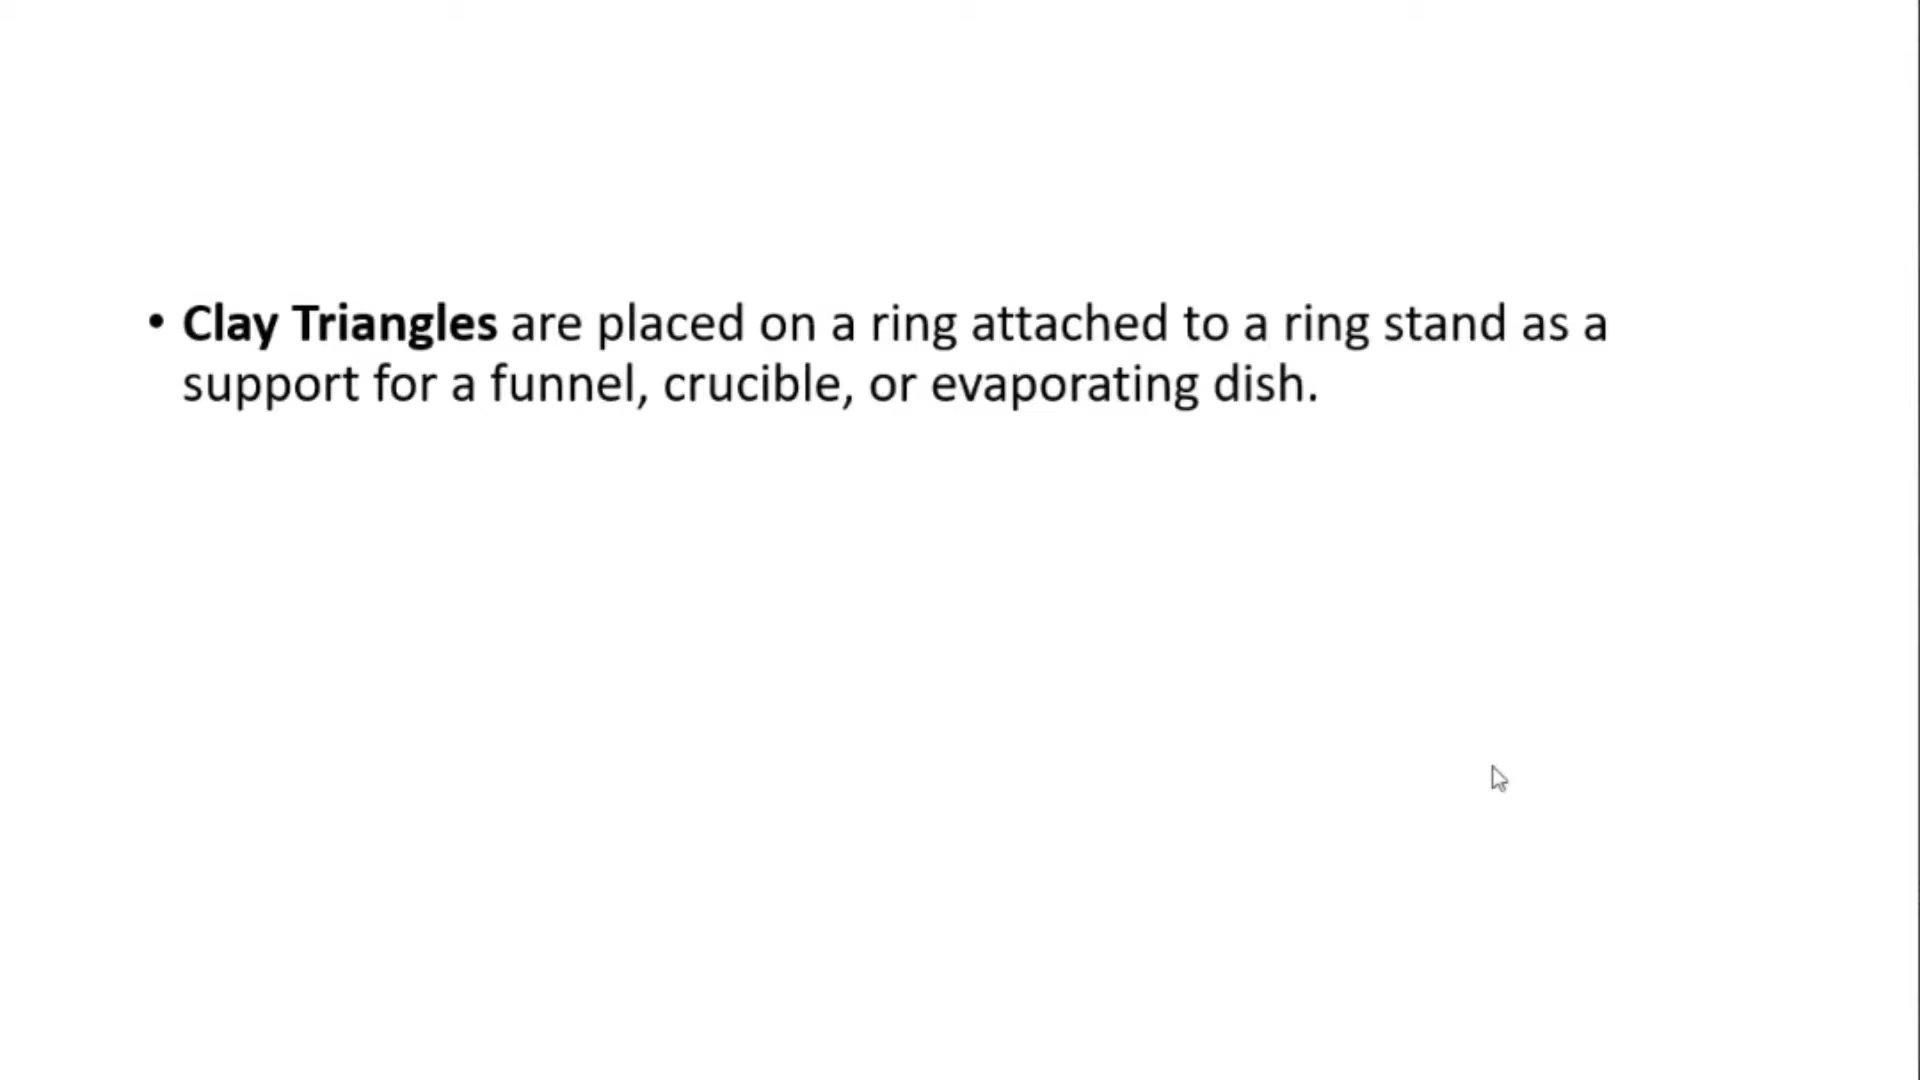 • Clay Triangles are placed on a ring attached to a ring stand as a
support for a funnel, crucible, or evaporating dish.